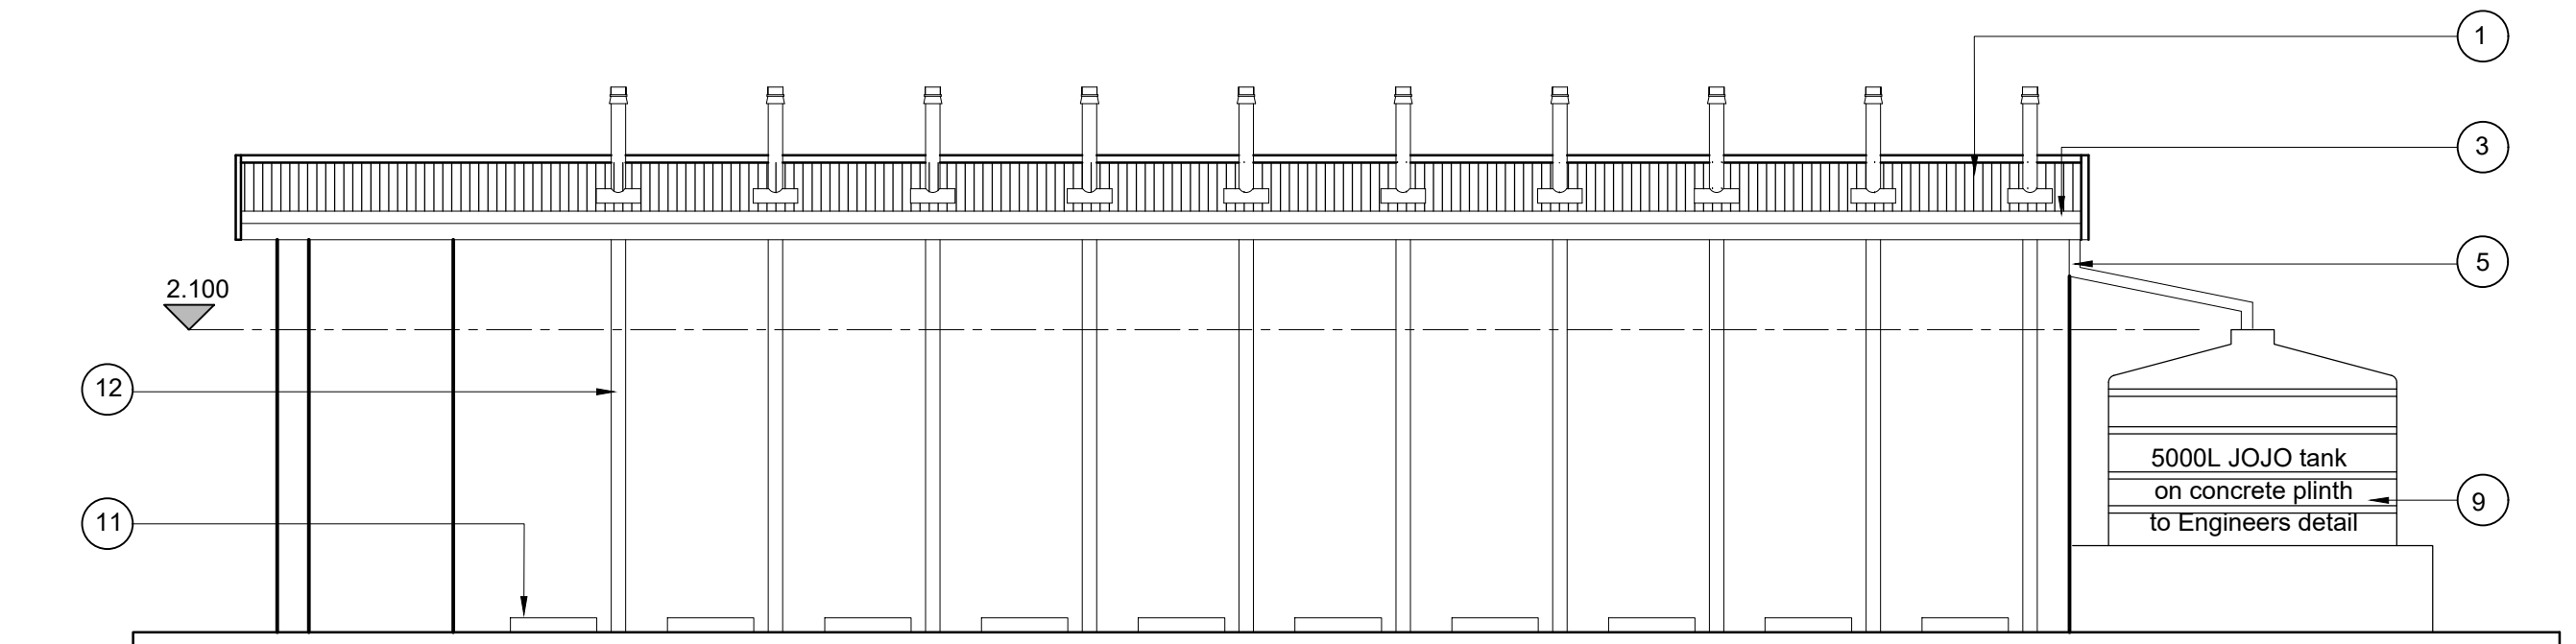 1
3
5
2.100
12
5000L JOJO tank
on concrete plinth
to Engineers detail
9
11